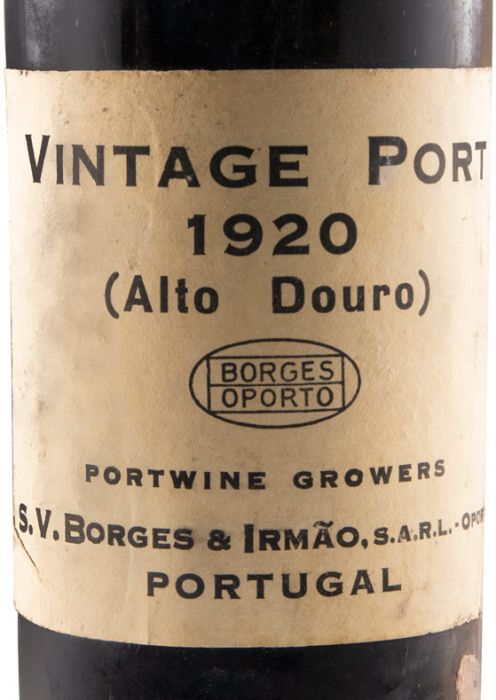 VINTAGE PORT
1920
(Alto Douro)
BORGES
OPORTO
PORTWINE GROWERS
S.V. BORGES & IRMÃO, S.A.R.L. -
PORTUGAL